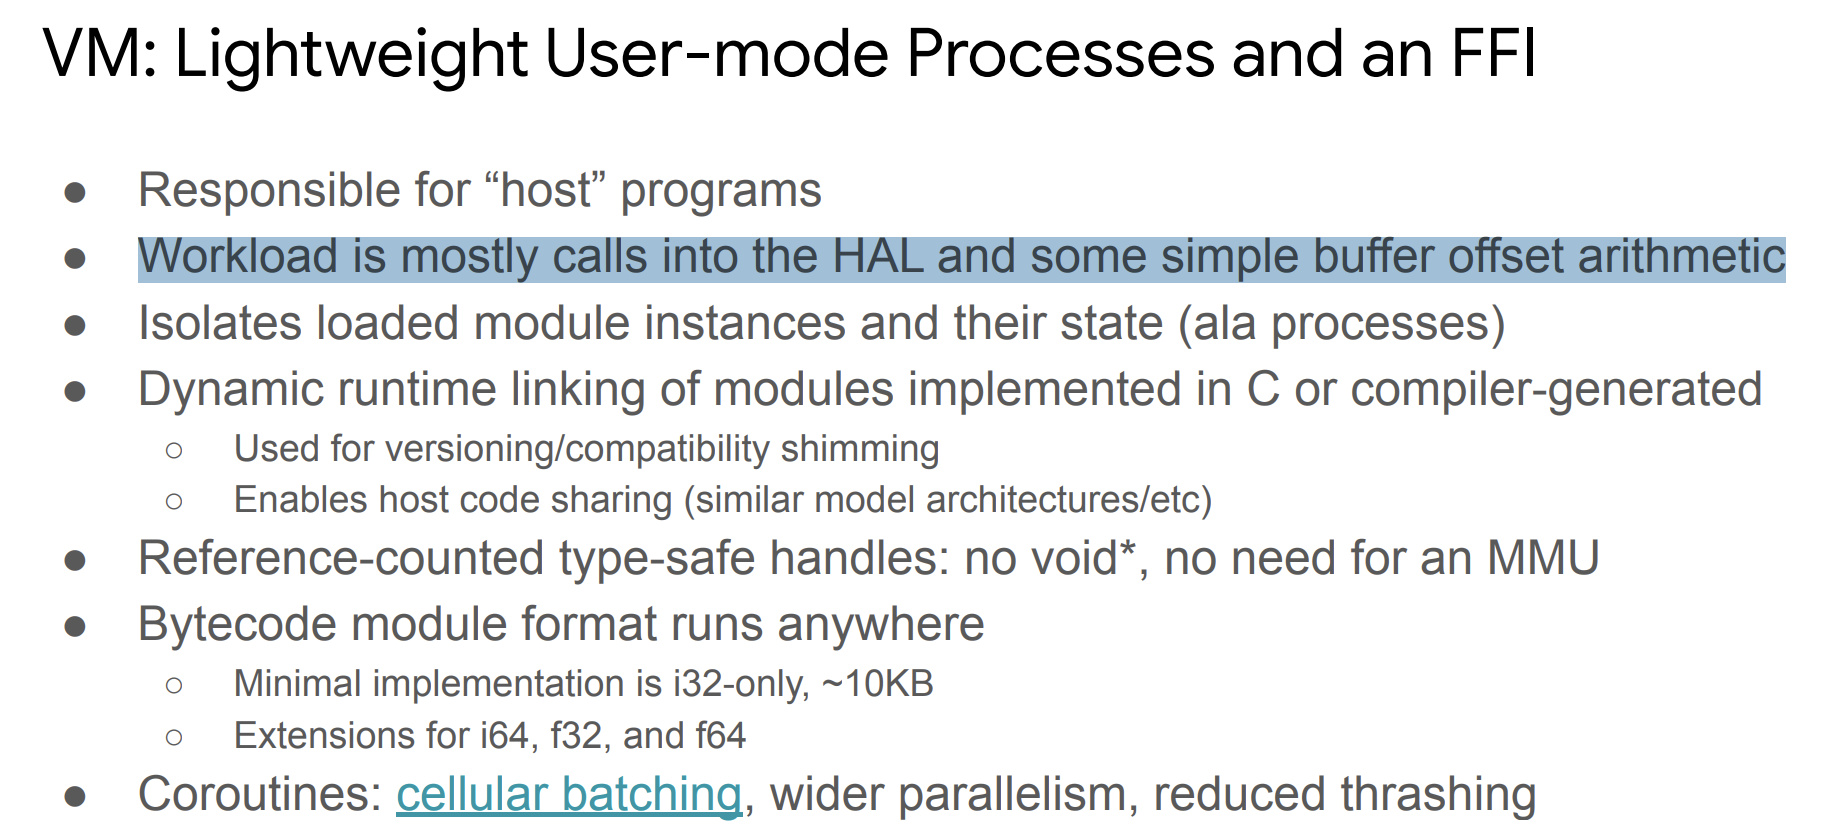 VM: Lightweight User-mode Processes and an FFI
● Responsible for “host” programs
● Workload is mostly calls into the HAL and some simple buffer offset arithmetic
● Isolates loaded module instances and their state (ala processes)
● Dynamic runtime linking of modules implemented in C or compiler-generated
○ Used for versioning/compatibility shimming
○ Enables host code sharing (similar model architectures/etc)
● Reference-counted type-safe handles: no void*, no need for an MMU
● Bytecode module format runs anywhere
○ Minimal implementation is i32-only, ~10KB
○ Extensions for i64, f32, and f64
● Coroutines: cellular batching, wider parallelism, reduced thrashing